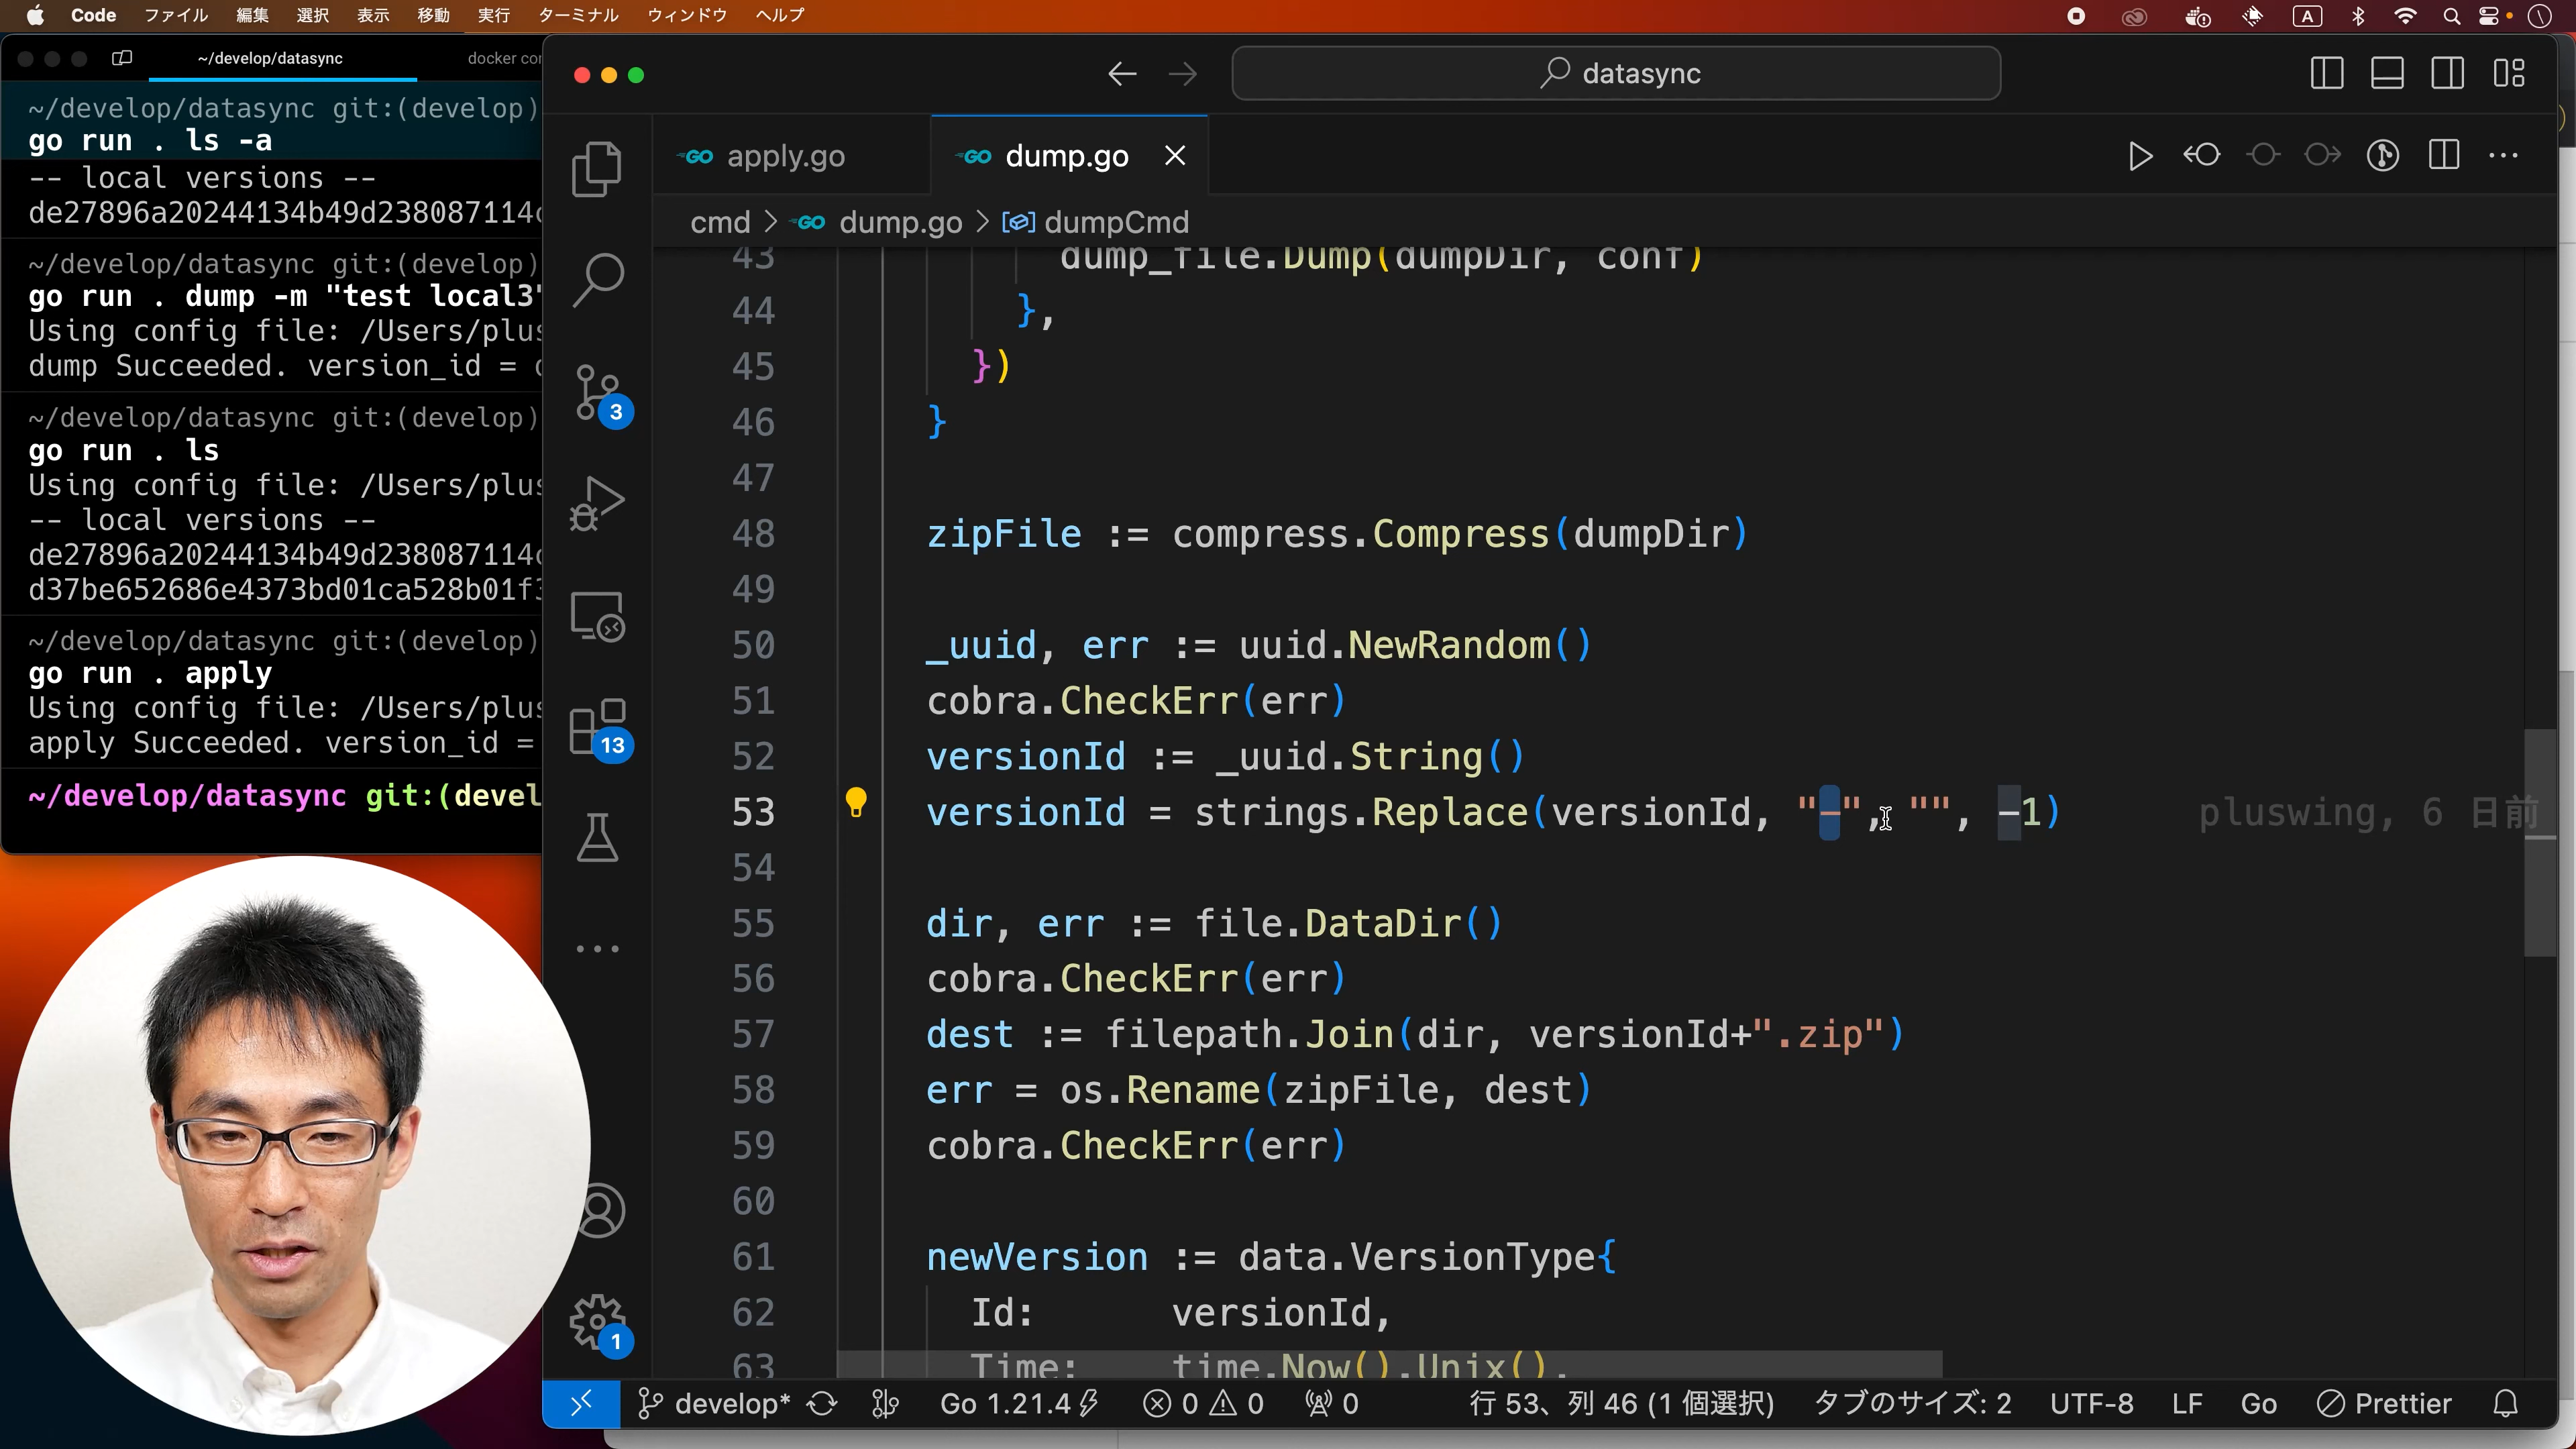 Code ファイル 編集 選択 表示 移動 実行 ターミナル ウィンドウ ヘルプ A
~/develop/datasync docker
~/develop/datasync git:(develop)
go run . ls -a
-- local versions --
de27896a20244134b49d238087114
~/develop/datasync git:(develop)
go run . dump -m "test local3"
Using config file: /Users/plus
dump Succeeded. version_id =
~/develop/datasync git:(develop)
go run . ls
Using config file: /Users/plus
-- local versions --
de27896a20244134b49d238087114
d37be652686e4373bd01ca528b01f3
~/develop/datasync git:(develop)
go run . apply
Using config file: /Users/plus
apply Succeeded. version_id =
~/develop/datasync git:(devel
datasync
GO apply.go GO dump.go
cmd > GO dump.go > dumpCmd
3
13
1
43 dump_file.Dump(dumpDir, conf)
44 },
45 })
46 }
47
48 zipFile := compress.Compress(dumpDir)
49
50 _uuid, err := uuid.NewRandom()
51 cobra.CheckErr(err)
52 versionId := _uuid.String()
53 versionId = strings.Replace(versionId, "-", "", -1) pluswing, 6 日前
54
55 dir, err := file.DataDir()
56 cobra.CheckErr(err)
57 dest := filepath.Join(dir, versionId+".zip")
58 err = os.Rename(zipFile, dest)
59 cobra.CheckErr(err)
60
61 newVersion := data.VersionType{
62 Id: versionId,
63 Time: time.Now().Unix(),
develop* Go 1.21.4 0 0 0 行 53、列 46 (1 個選択) タブのサイズ: 2 UTF-8 LF Go Prettier